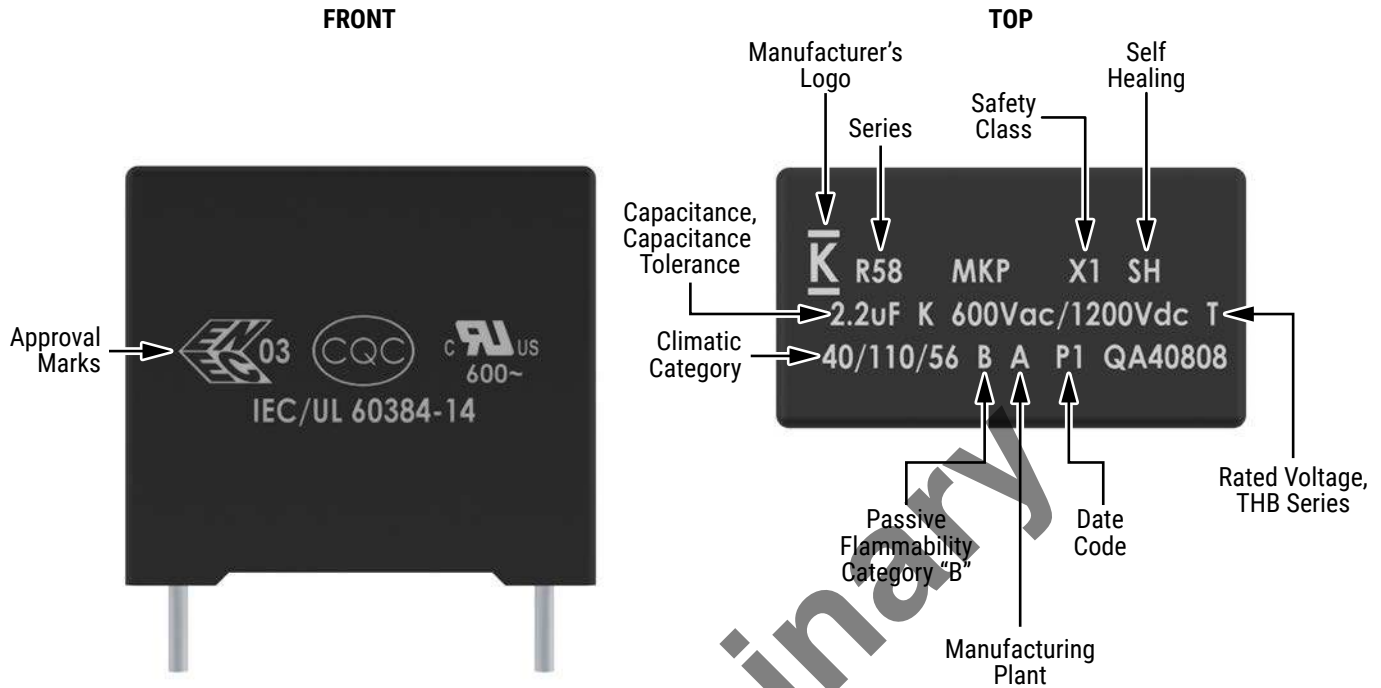 FRONT
TOP
Manufacturer's
Logo
Self
Healing
Safety
Class
Series
Capacitance,
Capacitance
Tolerance
K R58 MKP X1 SH
2.2uF K 600Vac/1200Vdc T
Climatic
Category
40/110/56 B A P1 QA40808
Approval
Marks
03 CQC C US
600~
IEC/UL 60384-14
Rated Voltage,
THB Series
Passive
Flammability
Category “B”
Date
Code
Manufacturing
Plant
inary